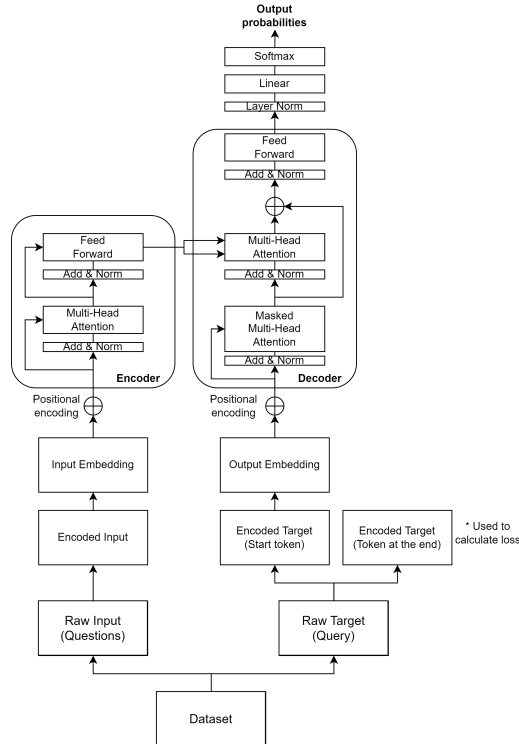 Output
probabilities
Softmax
Linear
Layer Norm
Feed
Forward
Add & Norm
Multi-Head
Attention
Add & Norm
Masked
Multi-Head
Attention
Add & Norm
Decoder
Feed
Forward
Add & Norm
Multi-Head
Attention
Add & Norm
Encoder
Positional
encoding
Positional
encoding
Input Embedding
Output Embedding
Encoded Input
Encoded Target
(Start token)
Encoded Target
(Token at the end)
* Used to
calculate loss
Raw Input
(Questions)
Raw Target
(Query)
Dataset